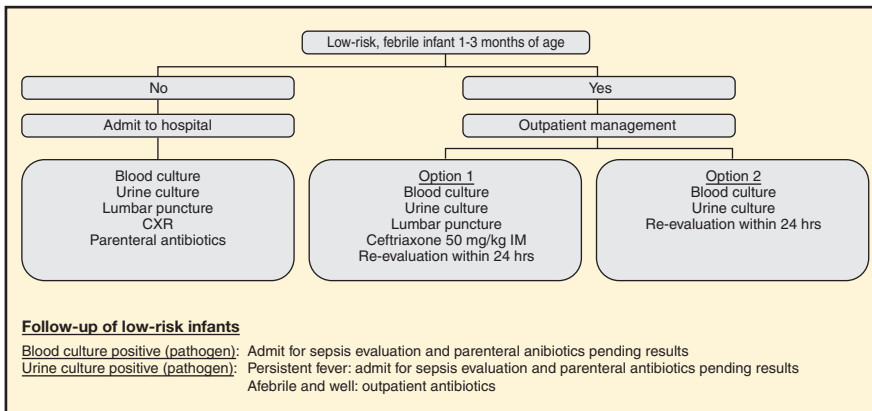 Low-risk, febrile infant 1-3 months of age
No
Yes
Admit to hospital
Outpatient management
Blood culture
Urine culture
Lumbar puncture
CXR
Parenteral antibiotics
Option 1
Blood culture
Urine culture
Lumbar puncture
Ceftriaxone 50 mg/kg IM
Re-evaluation within 24 hrs
Option 2
Blood culture
Urine culture
Re-evaluation within 24 hrs
Follow-up of low-risk infants
Blood culture positive (pathogen): Admit for sepsis evaluation and parenteral anibiotics pending results
Urine culture positive (pathogen): Persistent fever: admit for sepsis evaluation and parenteral antibiotics pending results
Afebrile and well: outpatient antibiotics